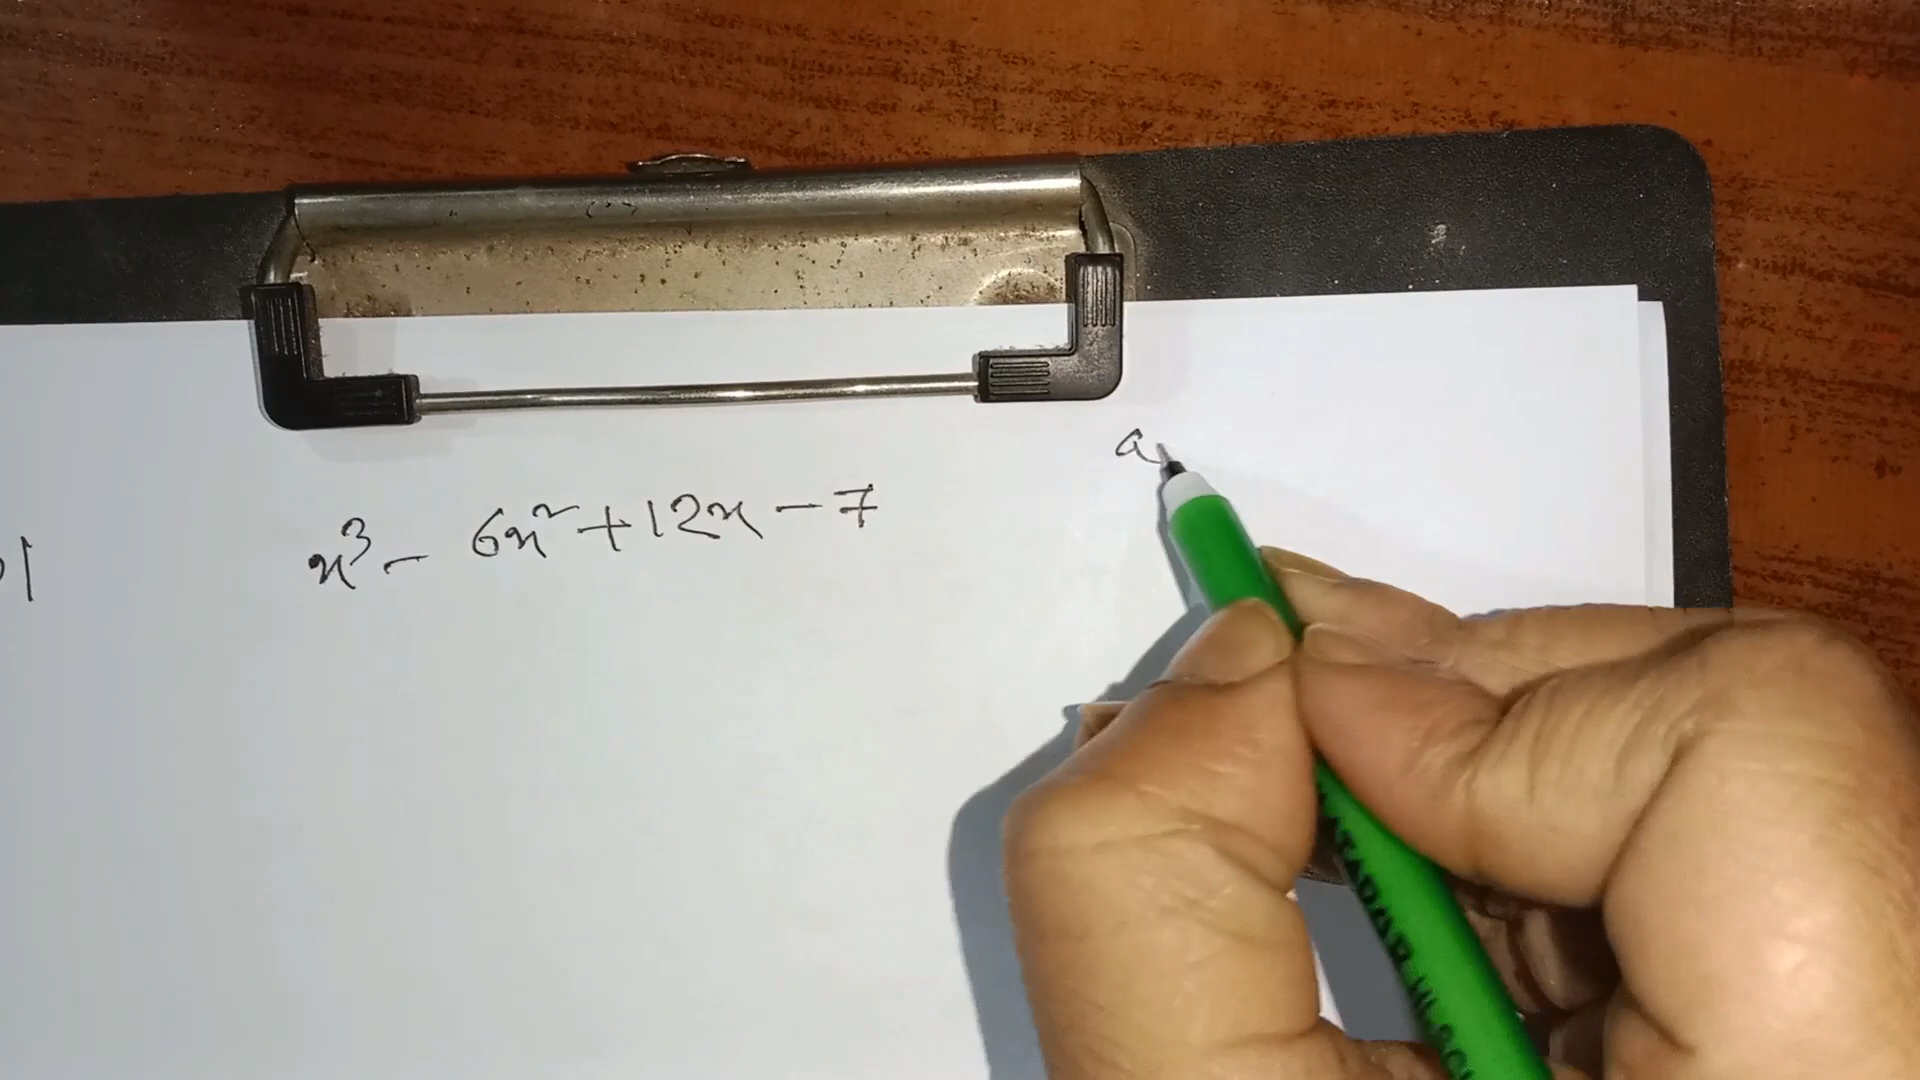 a
x³ - 6x² + 12x - 7